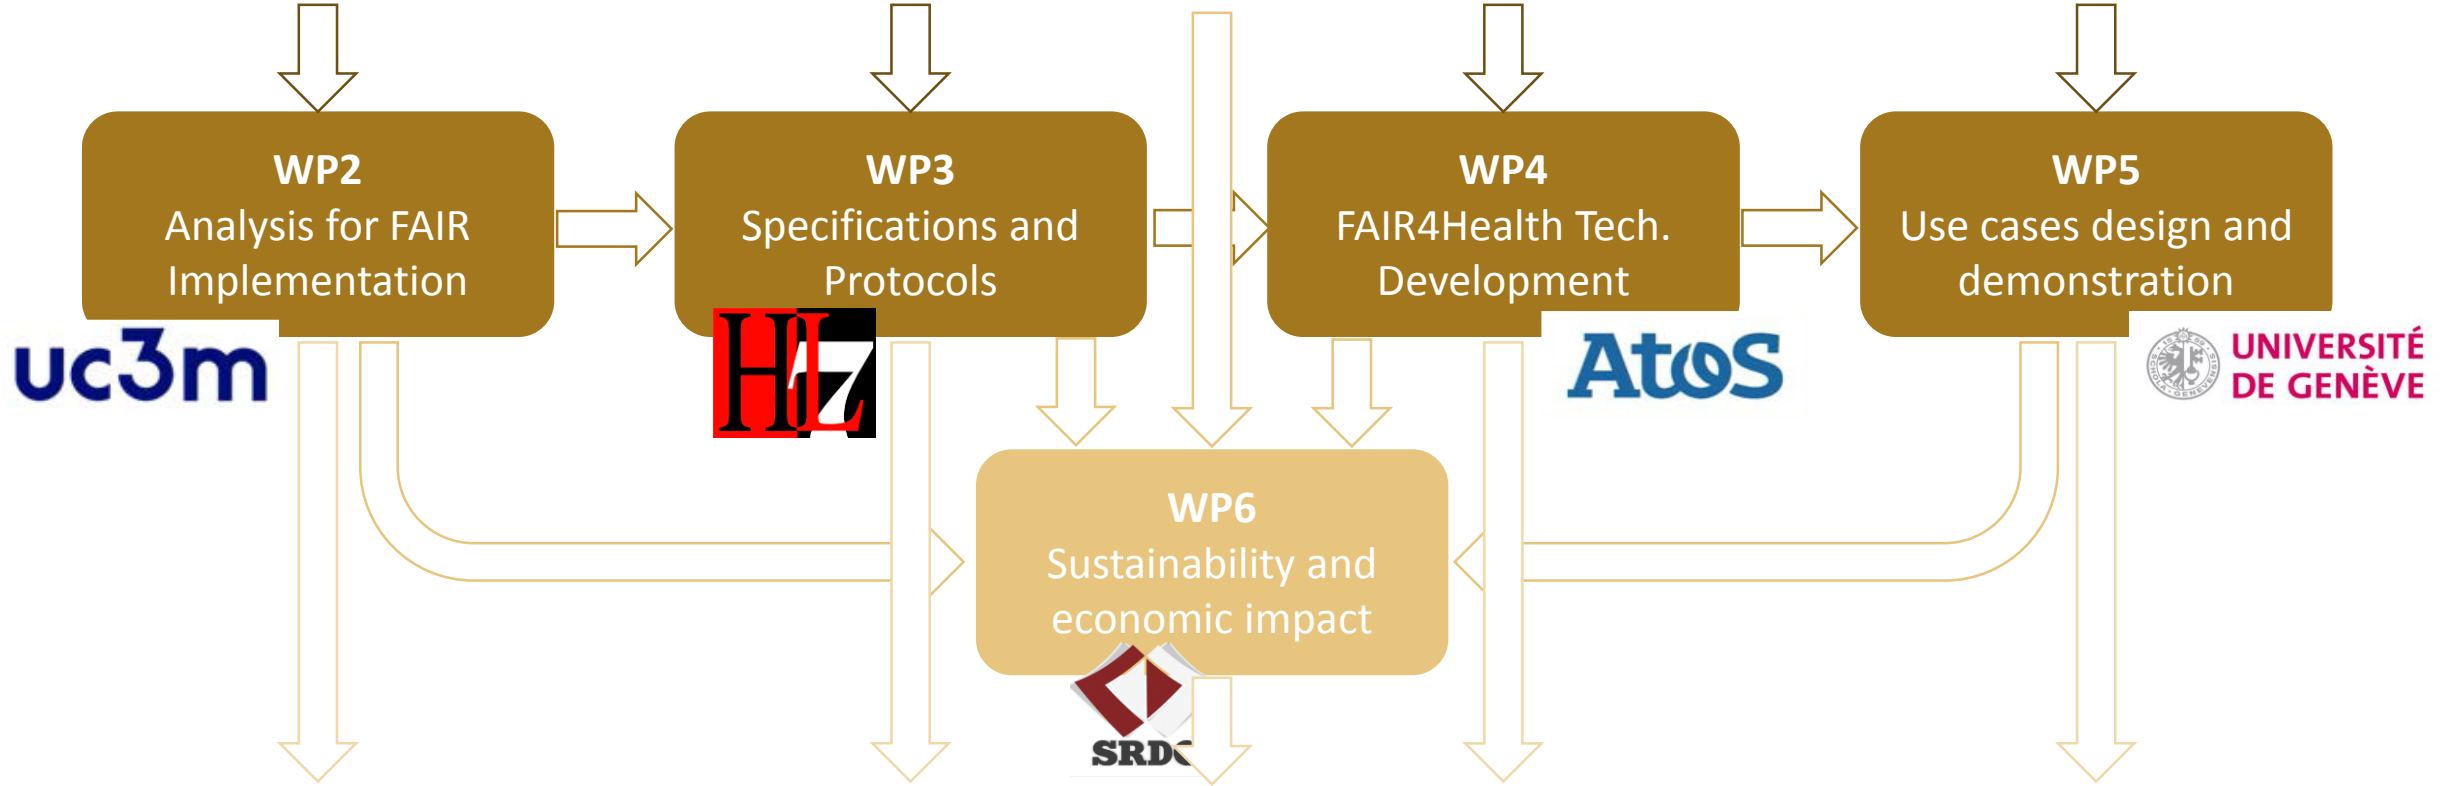 WP2
Analysis for FAIR
Implementation
WP3
Specifications and
Protocols
WP4
FAIR4Health Tech.
Development
WP5
Use cases design and
demonstration
uc3m
HL7
Atos
UNIVERSITÉ
DE GENÈVE
WP6
Sustainability and
economic impact
SRDC